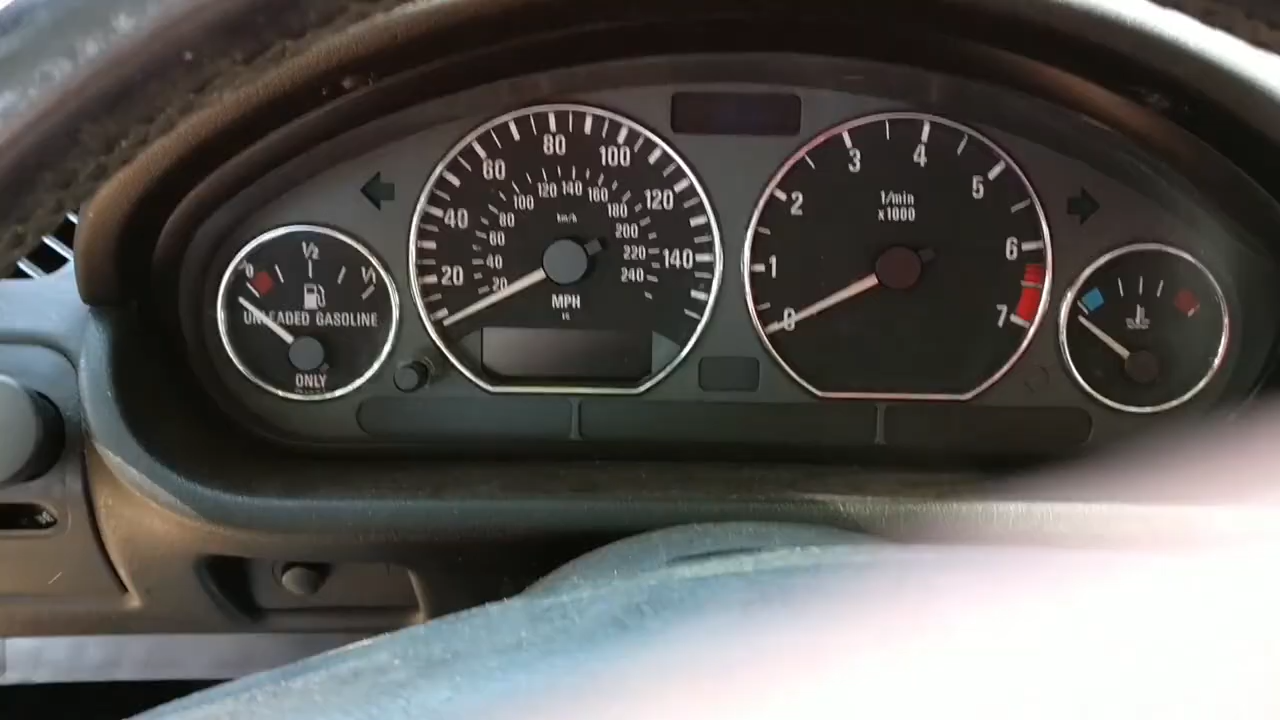 20 40 60 80 100 120 140
20 40 60 80 100 120 140 160 180 200 220 240
km/h
MPH
0 1 2 3 4 5 6 7
1/min
x1000
0 1/2 1/1
UNLEADED GASOLINE
ONLY